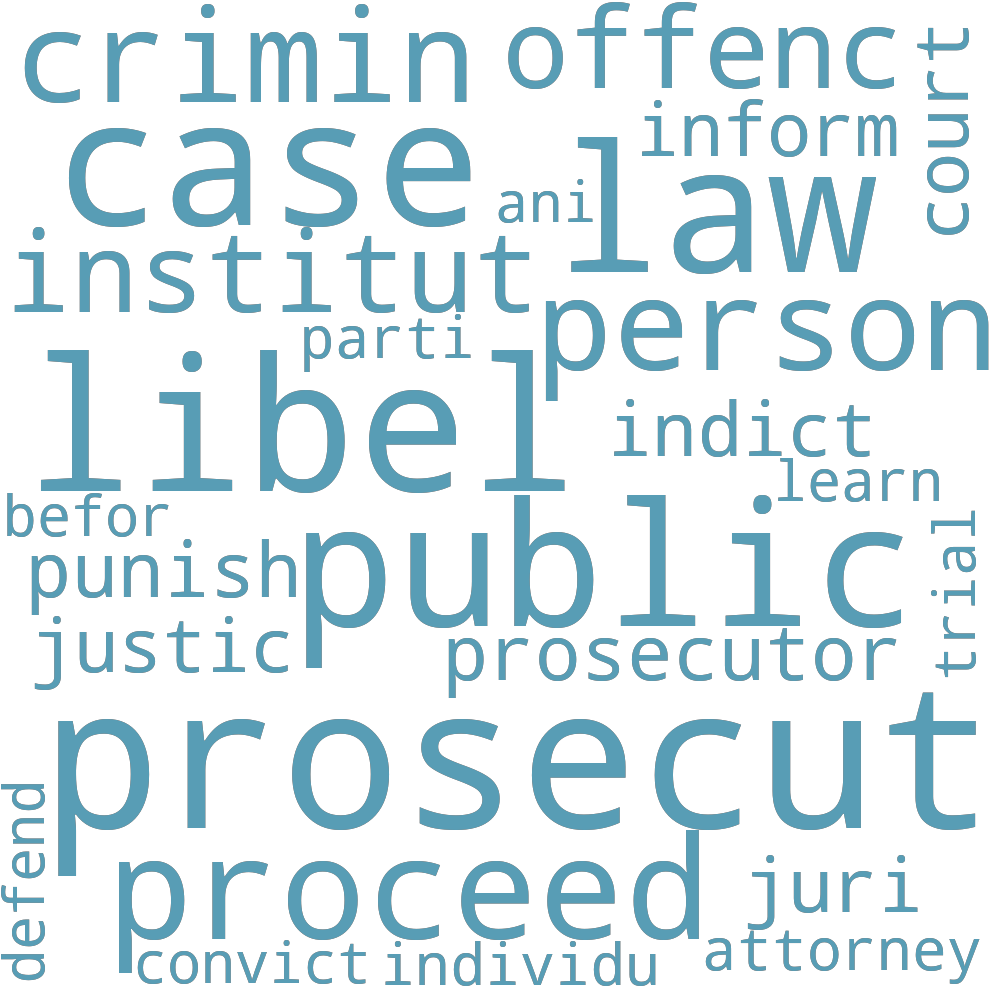 crimin
offenc
court
inform
case
law
ani
institut
person
parti
libel
indict
learn
befor
public
trial
punish
justic
prosecutor
prosecut
defend
proceed
juri
attorney
convict
individu